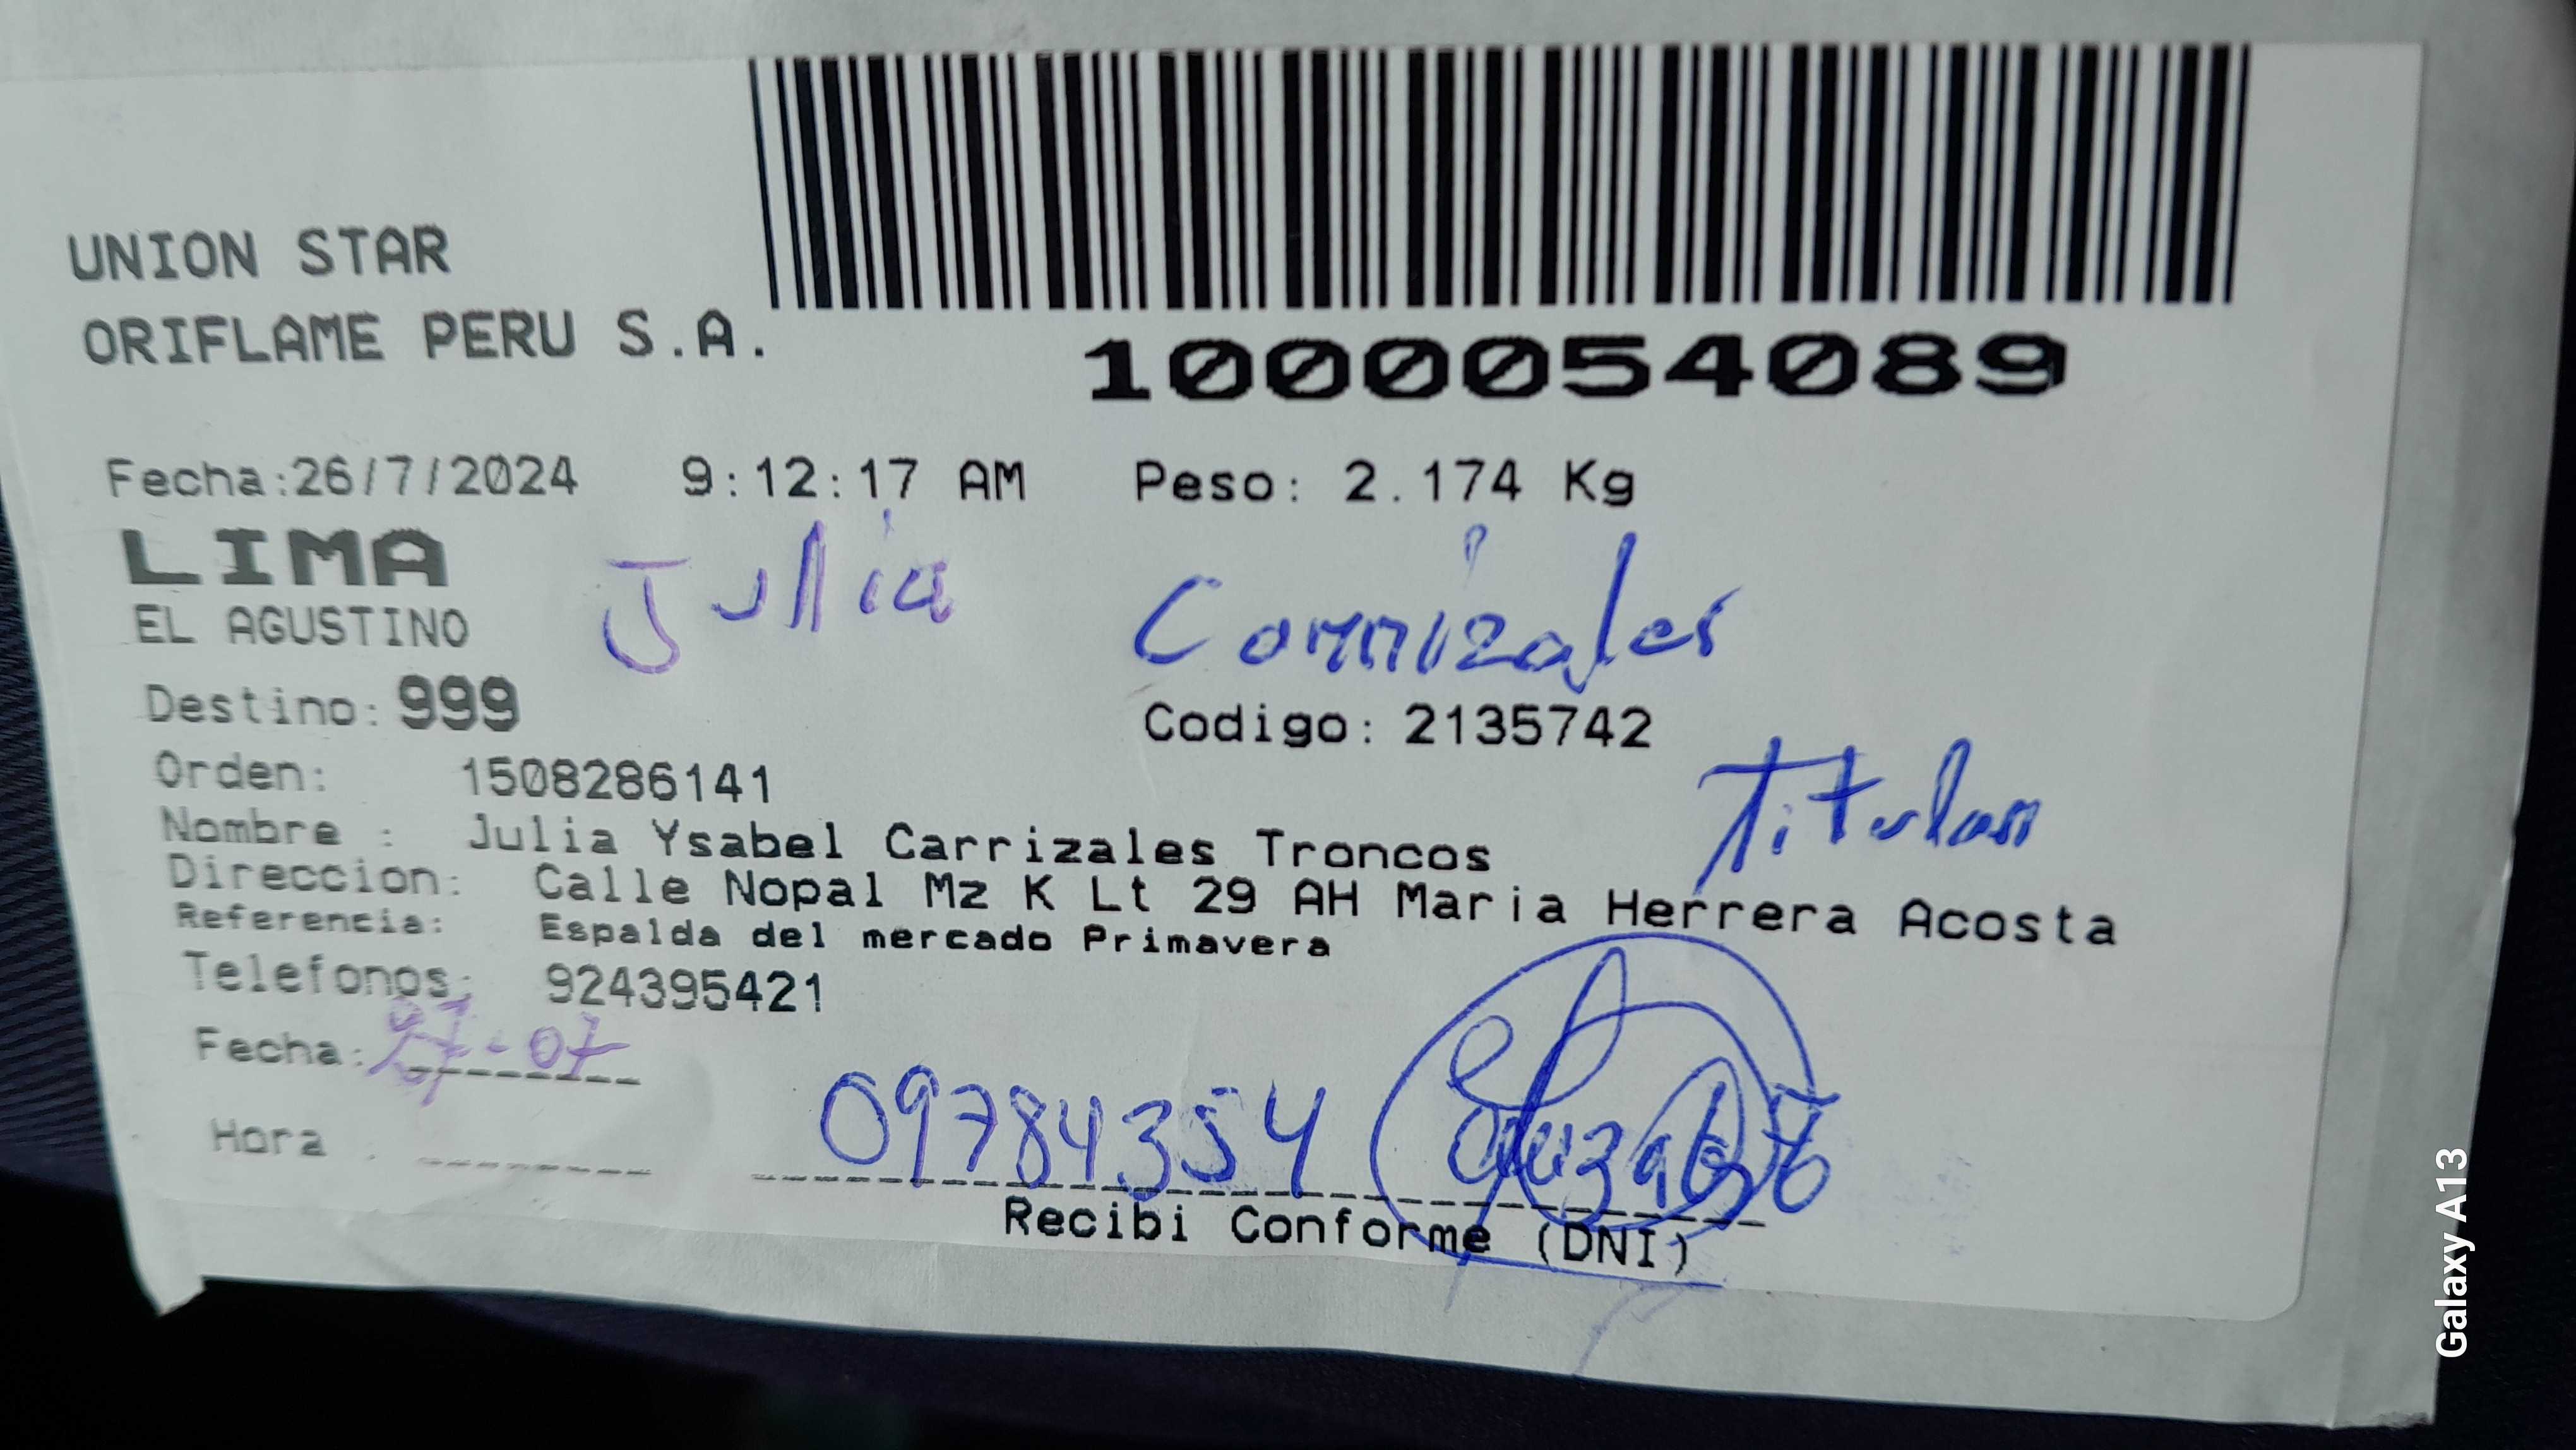 UNION STAR
ORIFLAME PERU S.A.
1000054089
Fecha:26/7/2024 9:12:17 AM Peso: 2.174 Kg
LIMA
EL AGUSTINO
Julia Carrizales
Destino: 999
Codigo: 2135742
Orden: 1508286141
Titular
Nombre : Julia Ysabel Carrizales Troncos
Direccion: Calle Nopal Mz K Lt 29 AH Maria Herrera Acosta
Referencia: Espalda del mercado Primavera
Telefonos: 924395421
Fecha: 27-07
Hora :
09784354
Recibi Conforme (DNI)
Galaxy A13